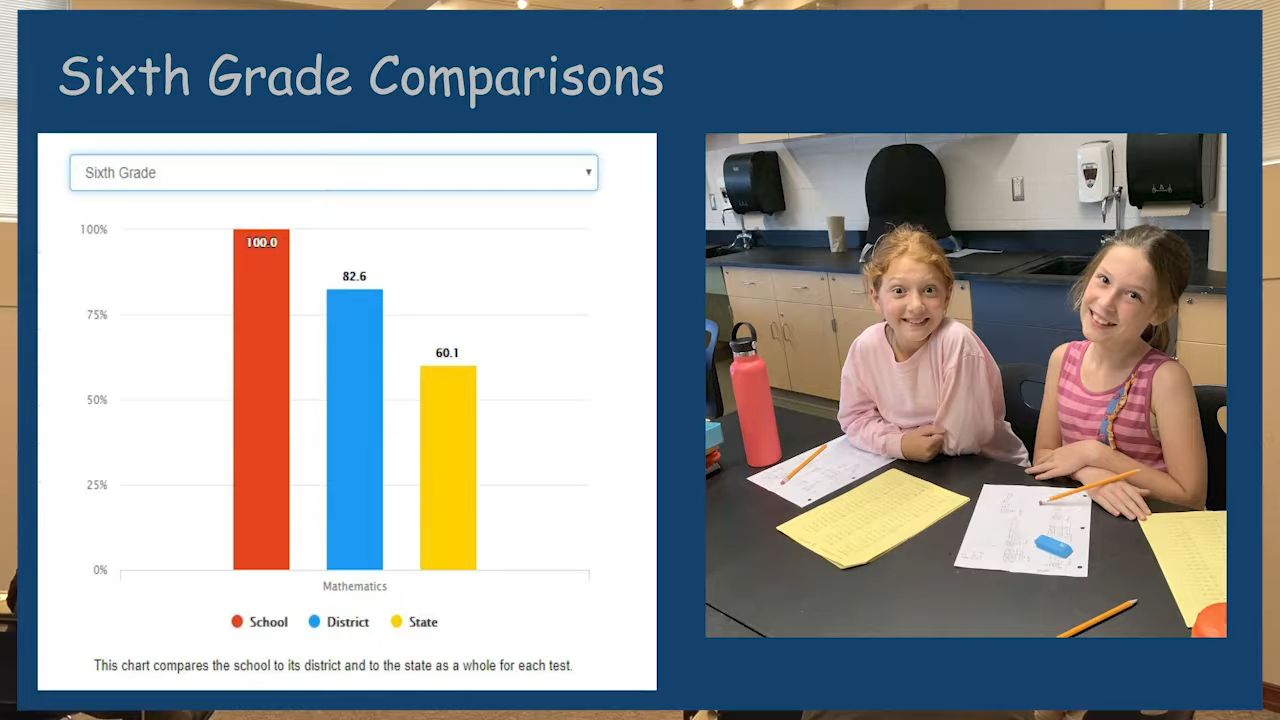 Sixth Grade Comparisons
Sixth Grade
100%
75%
50%
25%
0%
100.0
82.6
60.1
Mathematics
School District State
This chart compares the school to its district and to the state as a whole for each test.